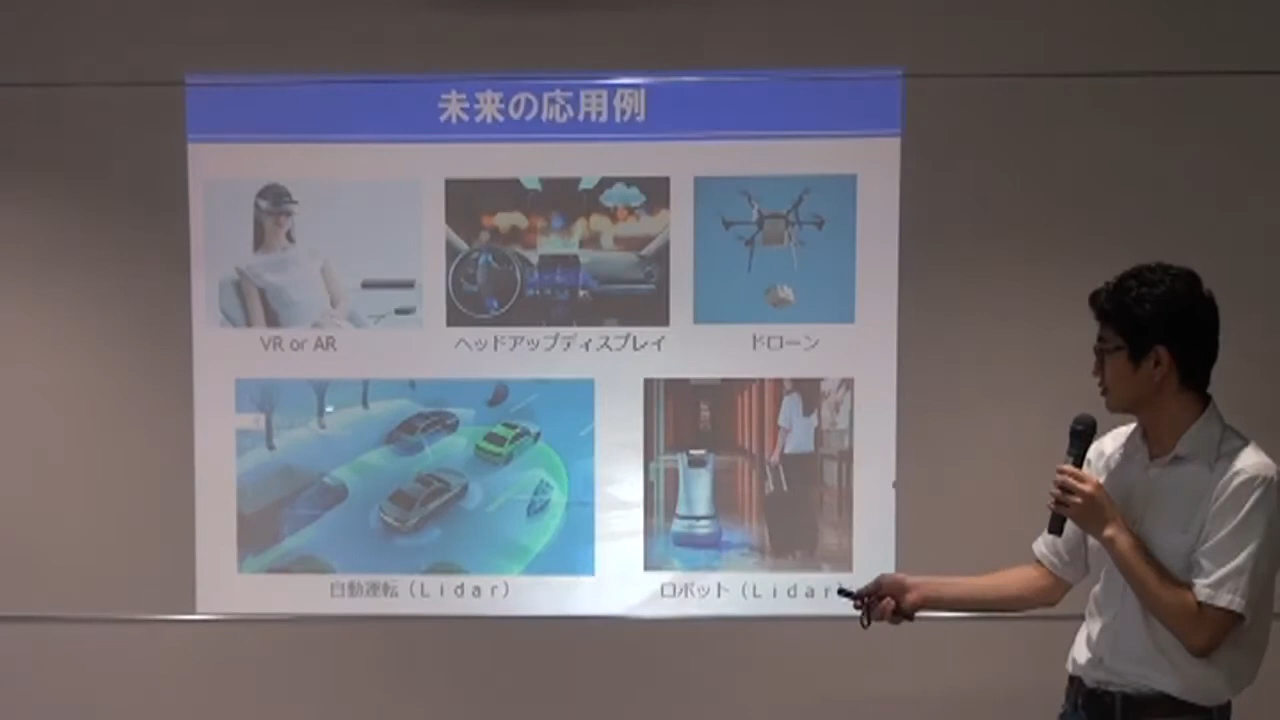 未来の応用例
VR or AR
ヘッドアップディスプレイ
ドローン
自動運転（Ｌｉｄａｒ）
ロボット（Ｌｉｄａｒ）